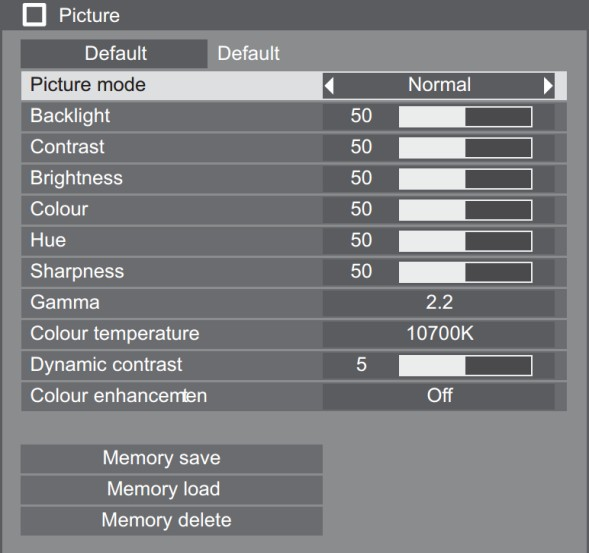 Picture
Default Default
Picture mode Normal
Backlight 50
Contrast 50
Brightness 50
Colour 50
Hue 50
Sharpness 50
Gamma 2.2
Colour temperature 10700K
Dynamic contrast 5
Colour enhancemten Off
Memory save
Memory load
Memory delete